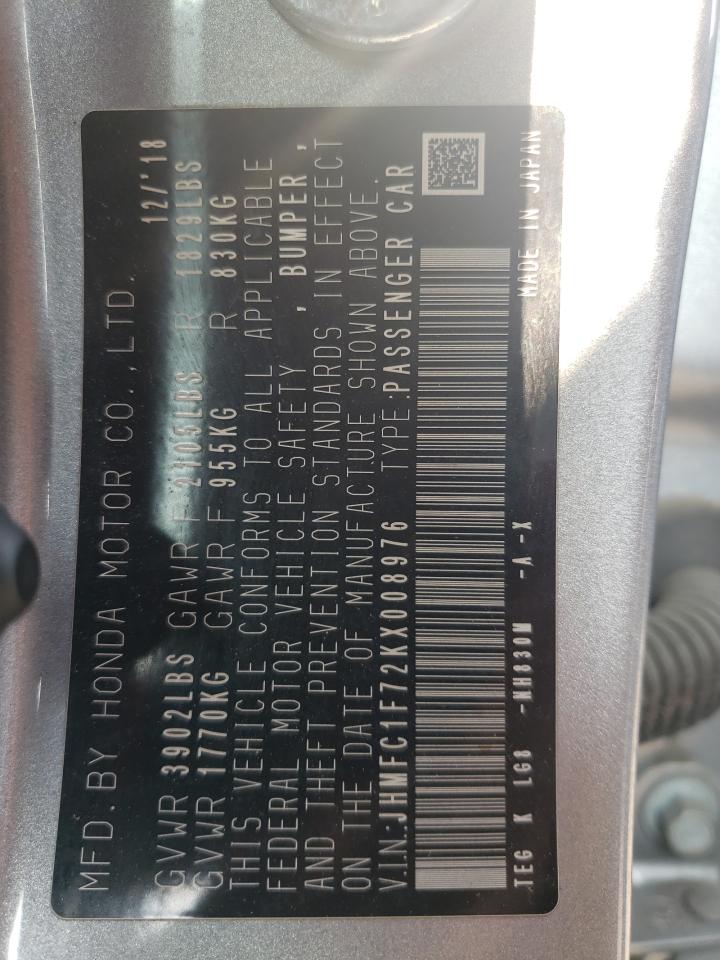 MFD.BY HONDA MOTOR CO.,LTD. 12/'18
GVWR 3902LBS GAWR F 2105LBS R 1829LBS
GVWR 1770KG GAWR F 955KG R 830KG
THIS VEHICLE CONFORMS TO ALL APPLICABLE
FEDERAL MOTOR VEHICLE SAFETY , BUMPER ,
AND THEFT PREVENTION STANDARDS IN EFFECT
ON THE DATE OF MANUFACTURE SHOWN ABOVE.
V.I.N:JHMFC1F72KX008976 TYPE:PASSENGER CAR
TEG K LG8 -NH830M -A-X MADE IN JAPAN